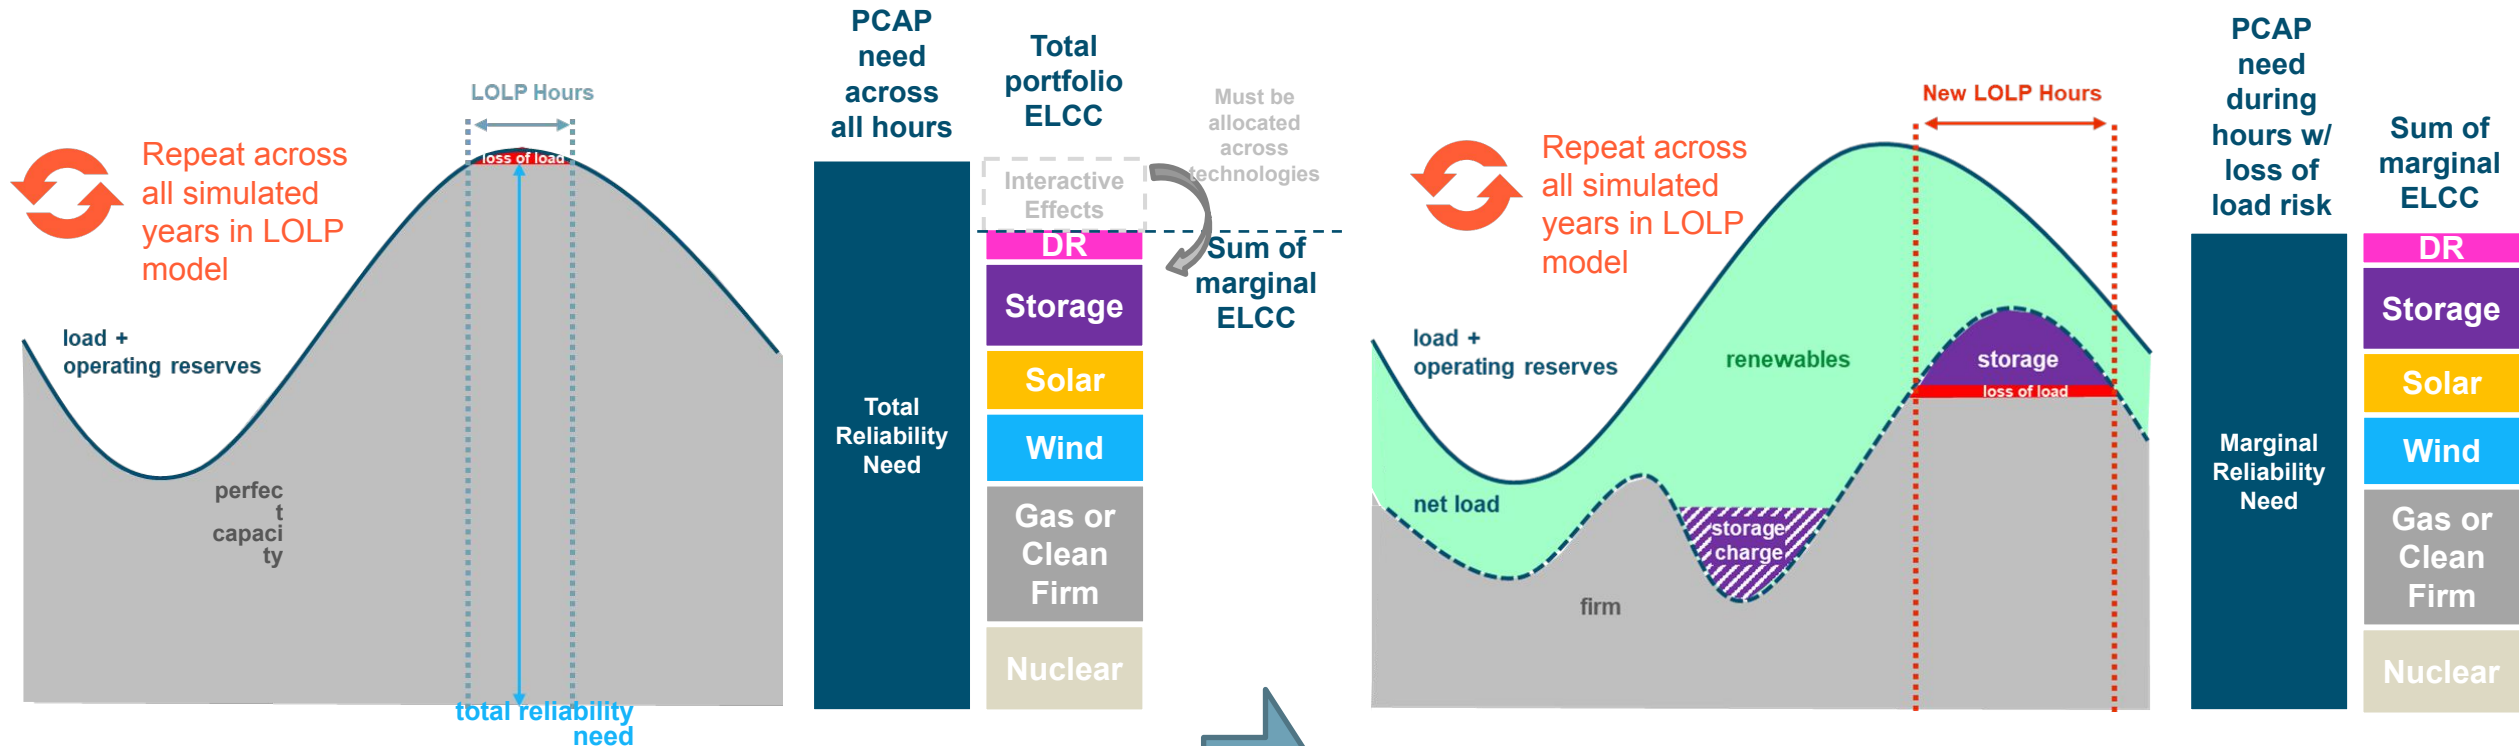 PCAP
need
across
all hours
Total
portfolio
ELCC
LOLP Hours
Repeat across
all simulated
years in LOLP
model
loss of load
load +
operating reserves
perfec
t
capaci
ty
total reliability
need
Total
Reliability
Need
Interactive
Effects
Must be
allocated
across
technologies
DR
Storage
Solar
Wind
Gas or
Clean
Firm
Nuclear
Sum of
marginal
ELCC
Repeat across
all simulated
years in LOLP
model
New LOLP Hours
load +
operating reserves
renewables
storage
loss of load
net load
storage
charge
firm
PCAP
need
during
hours w/
loss of
load risk
Sum of
marginal
ELCC
Marginal
Reliability
Need
DR
Storage
Solar
Wind
Gas or
Clean
Firm
Nuclear